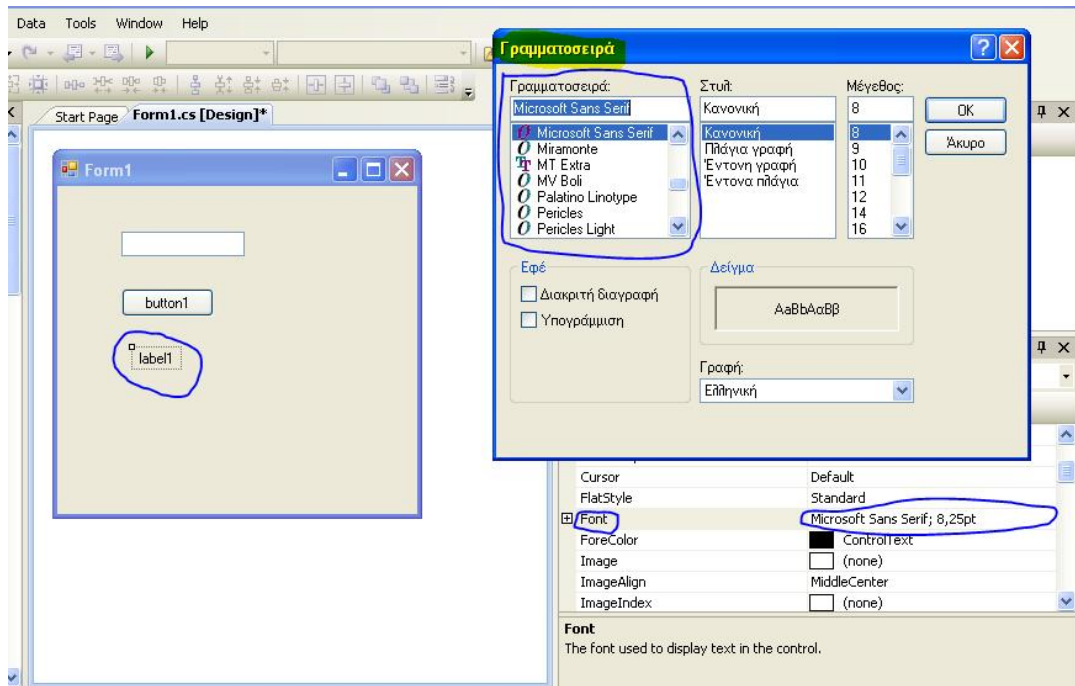 Data Tools Window Help
Start Page Form1.cs [Design]*
Form1
button1
label1
Γραμματοσειρά
Γραμματοσειρά:
Microsoft Sans Serif
Microsoft Sans Serif
Miramonte
MT Extra
MV Boli
Palatino Linotype
Pericles
Pericles Light
Στυλ:
Κανονική
Κανονική
Πλάγια γραφή
Έντονη γραφή
Έντονα πλάγια
Μέγεθος:
8
8
9
10
11
12
14
16
OK
Άκυρο
Εφέ
Διακριτή διαγραφή
Υπογράμμιση
Δείγμα
AaBbΑαΒβ
Γραφή:
Ελληνική
Cursor Default
FlatStyle Standard
Font Microsoft Sans Serif; 8,25pt
ForeColor ControlText
Image (none)
ImageAlign MiddleCenter
ImageIndex (none)
Font
The font used to display text in the control.